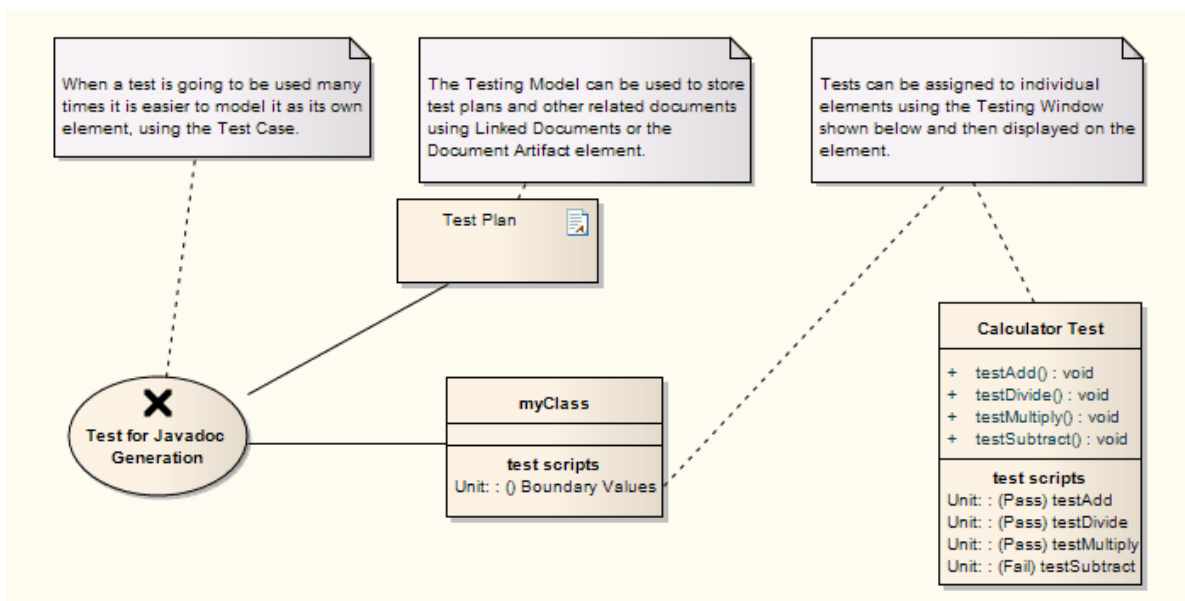 When a test is going to be used many
times it is easier to model it as its own
element, using the Test Case.
The Testing Model can be used to store
test plans and other related documents
using Linked Documents or the
Document Artifact element.
Tests can be assigned to individual
elements using the Testing Window
shown below and then displayed on the
element.
Test Plan
Test for Javadoc
Generation
myClass
test scripts
Unit: : () Boundary Values
Calculator Test
+ testAdd() : void
+ testDivide() : void
+ testMultiply() : void
+ testSubtract() : void
test scripts
Unit: : (Pass) testAdd
Unit: : (Pass) testDivide
Unit: : (Pass) testMultiply
Unit: : (Fail) testSubtract